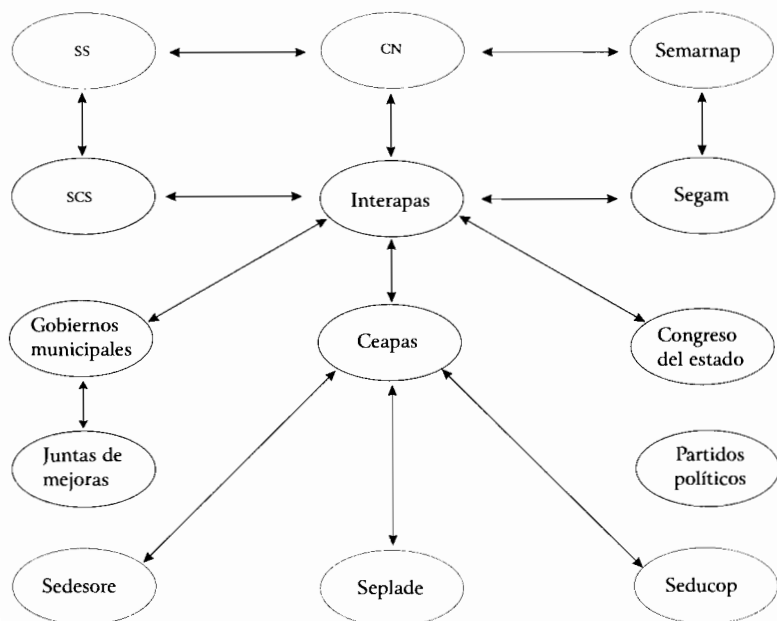 SS
CN
Semarnap
SCS
Interapas
Segam
Gobiernos
municipales
Ceapas
Congreso
del estado
Juntas de
mejoras
Partidos
políticos
Sedesore
Seplade
Seducop